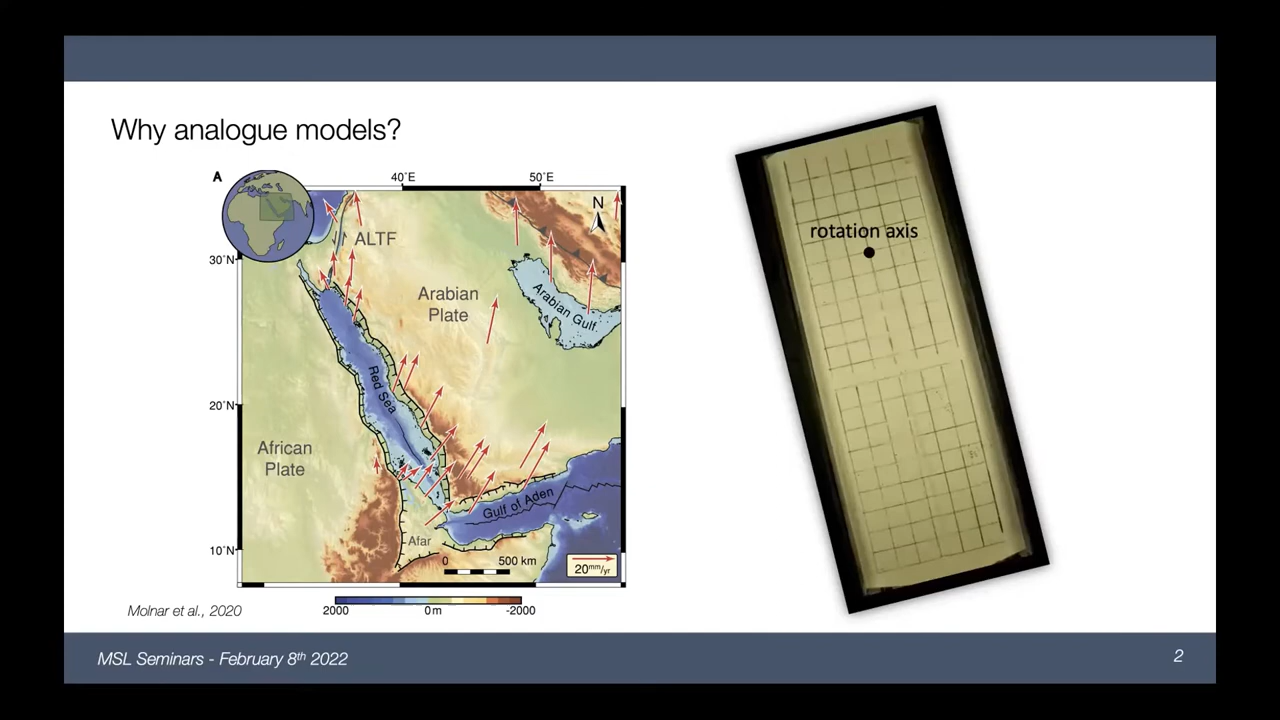 Why analogue models?
A
40°E
50°E
N
ALTF
30°N
Arabian
Plate
Arabian Gulf
Red Sea
20°N
African
Plate
Gulf of Aden
Afar
10°N
0
500 km
20mm/yr
2000
0m
-2000
Molnar et al., 2020
rotation axis
MSL Seminars - February 8th 2022
2